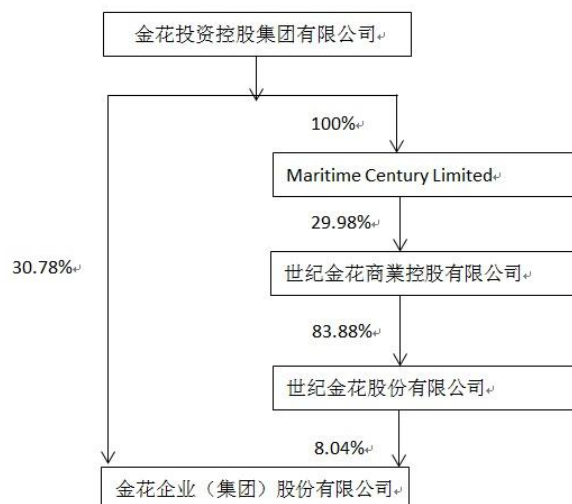 金花投资控股集团有限公司
100%
Maritime Century Limited
29.98%
30.78%
世纪金花商業控股有限公司
83.88%
世纪金花股份有限公司
8.04%
金花企业（集团）股份有限公司